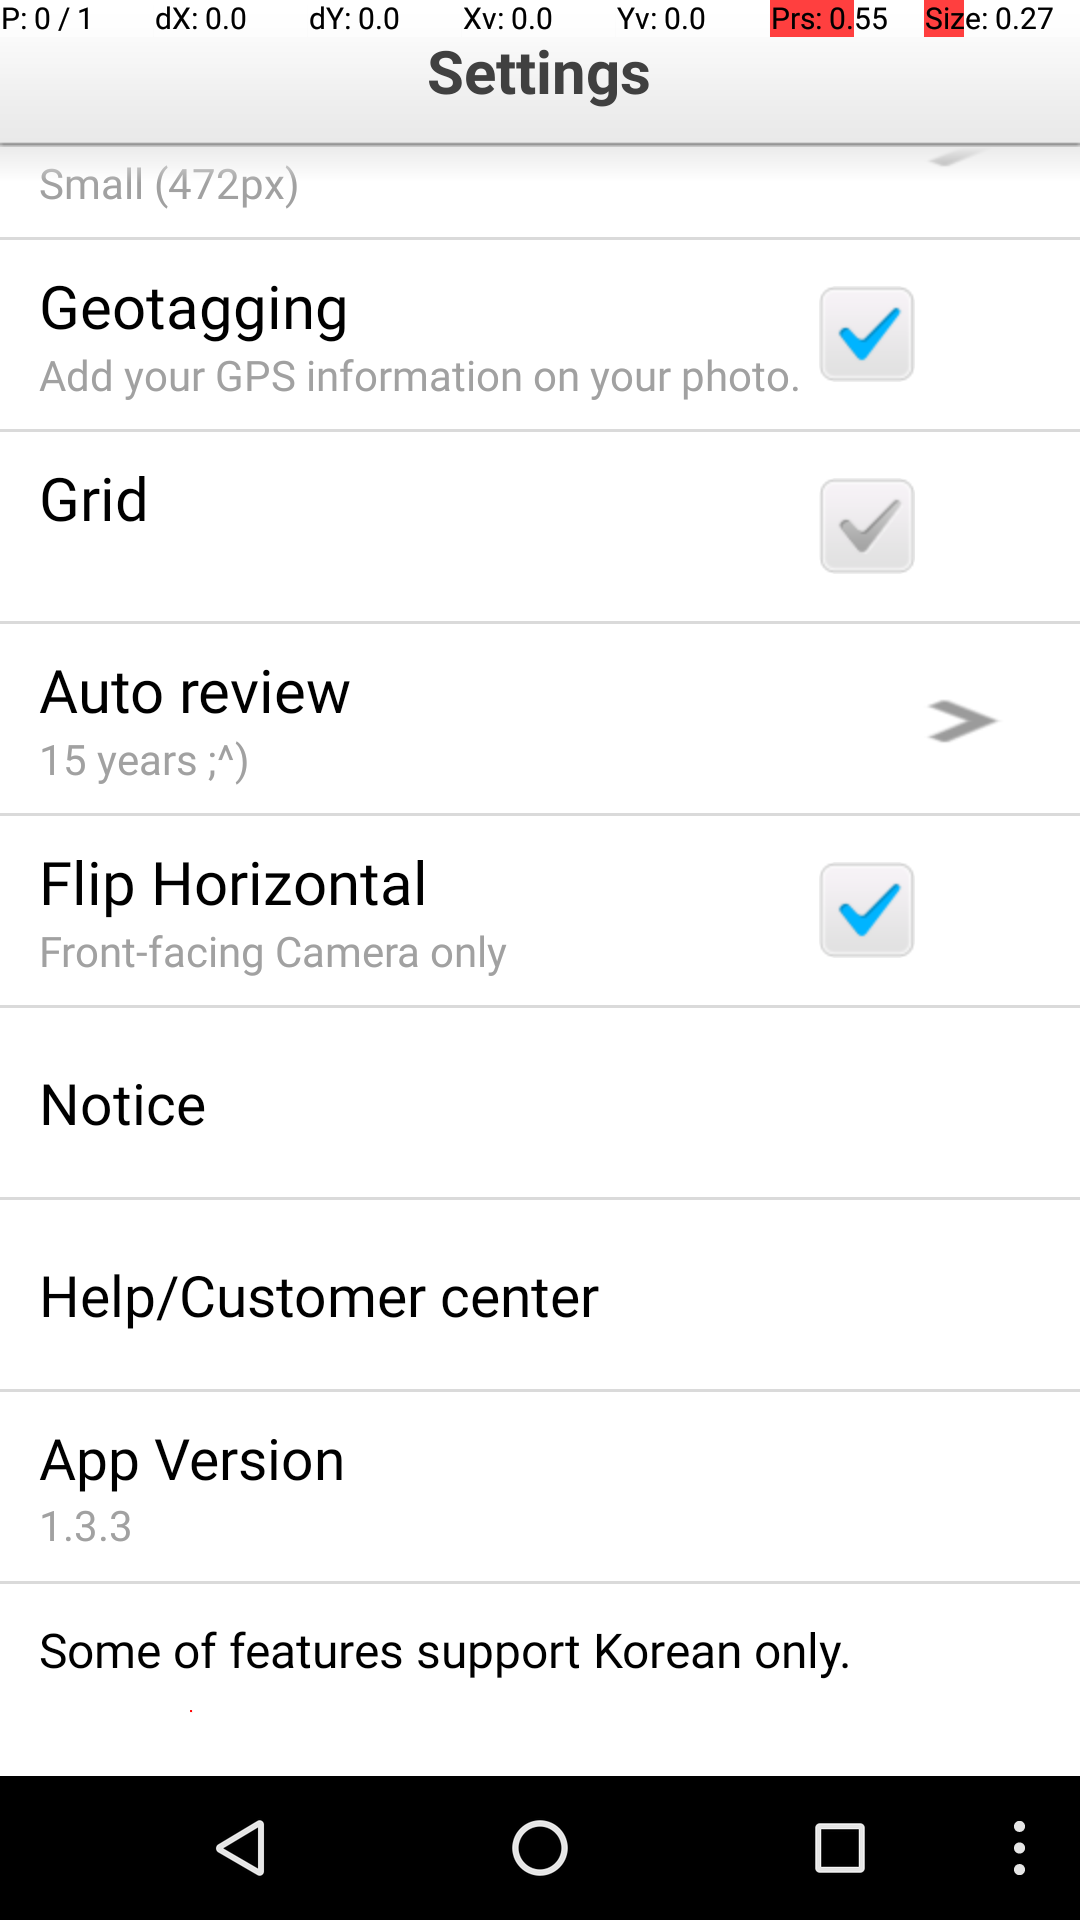 P: 0 / 1 dX: 0.0 dY: 0.0 Xv: 0.0 Yv: 0.0 Prs: 0.55 Size: 0.27
Settings
Small (472px)
Geotagging
Add your GPS information on your photo.
Grid
Auto review
15 years ;^)
Flip Horizontal
Front-facing Camera only
Notice
Help/Customer center
App Version
1.3.3
Some of features support Korean only.